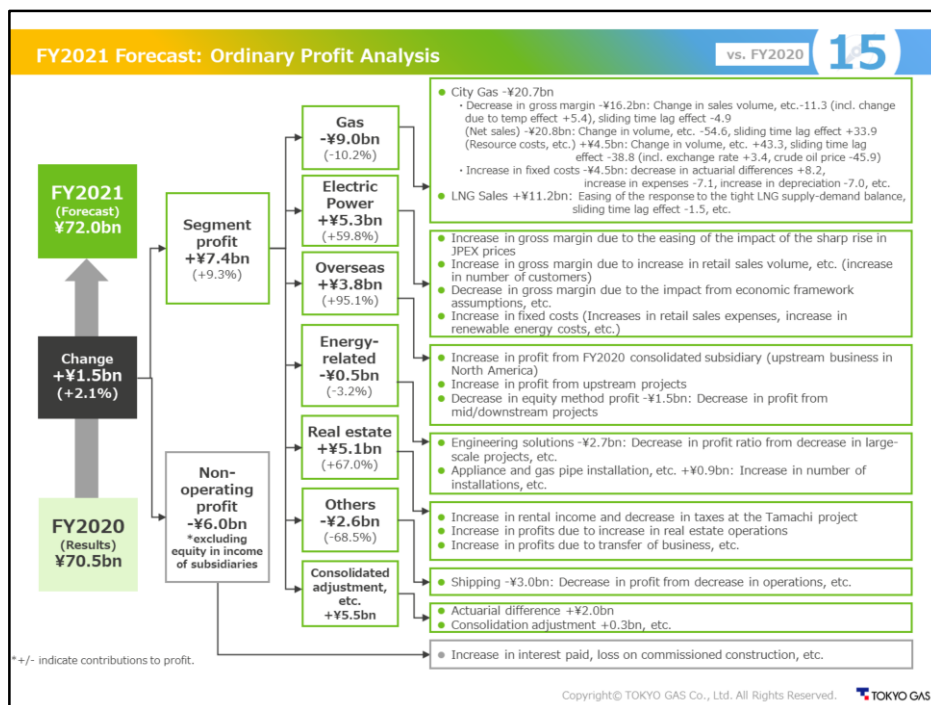 FY2021 Forecast: Ordinary Profit Analysis
vs. FY2020
15
FY2021
(Forecast)
¥72.0bn
Change
+¥1.5bn
(+2.1%)
FY2020
(Results)
¥70.5bn
Segment
profit
+¥7.4bn
(+9.3%)
Non-
operating
profit
-¥6.0bn
*excluding
equity in income
of subsidiaries
Gas
-¥9.0bn
(-10.2%)
Electric
Power
+¥5.3bn
(+59.8%)
Overseas
+¥3.8bn
(+95.1%)
Energy-
related
-¥0.5bn
(-3.2%)
Real estate
+¥5.1bn
(+67.0%)
Others
-¥2.6bn
(-68.5%)
Consolidated
adjustment,
etc.
+¥5.5bn
● City Gas -¥20.7bn
・Decrease in gross margin -¥16.2bn: Change in sales volume, etc.-11.3 (incl. change
due to temp effect +5.4), sliding time lag effect -4.9
(Net sales) -¥20.8bn: Change in volume, etc. -54.6, sliding time lag effect +33.9
(Resource costs, etc.) +¥4.5bn: Change in volume, etc. +43.3, sliding time lag
effect -38.8 (incl. exchange rate +3.4, crude oil price -45.9)
・Increase in fixed costs -¥4.5bn: decrease in actuarial differences +8.2,
increase in expenses -7.1, increase in depreciation -7.0, etc.
● LNG Sales +¥11.2bn: Easing of the response to the tight LNG supply-demand balance,
sliding time lag effect -1.5, etc.
● Increase in gross margin due to the easing of the impact of the sharp rise in
JPEX prices
● Increase in gross margin due to increase in retail sales volume, etc. (increase
in number of customers)
● Decrease in gross margin due to the impact from economic framework
assumptions, etc.
● Increase in fixed costs (Increases in retail sales expenses, increase in
renewable energy costs, etc.)
● Increase in profit from FY2020 consolidated subsidiary (upstream business in
North America)
● Increase in profit from upstream projects
● Decrease in equity method profit -¥1.5bn: Decrease in profit from
mid/downstream projects
● Engineering solutions -¥2.7bn: Decrease in profit ratio from decrease in large-
scale projects, etc.
● Appliance and gas pipe installation, etc. +¥0.9bn: Increase in number of
installations, etc.
● Increase in rental income and decrease in taxes at the Tamachi project
● Increase in profits due to increase in real estate operations
● Increase in profits due to transfer of business, etc.
● Shipping -¥3.0bn: Decrease in profit from decrease in operations, etc.
● Actuarial difference +¥2.0bn
● Consolidation adjustment +0.3bn, etc.
● Increase in interest paid, loss on commissioned construction, etc.
*+/- indicate contributions to profit.
Copyright© TOKYO GAS Co., Ltd. All Rights Reserved.
TOKYO GAS